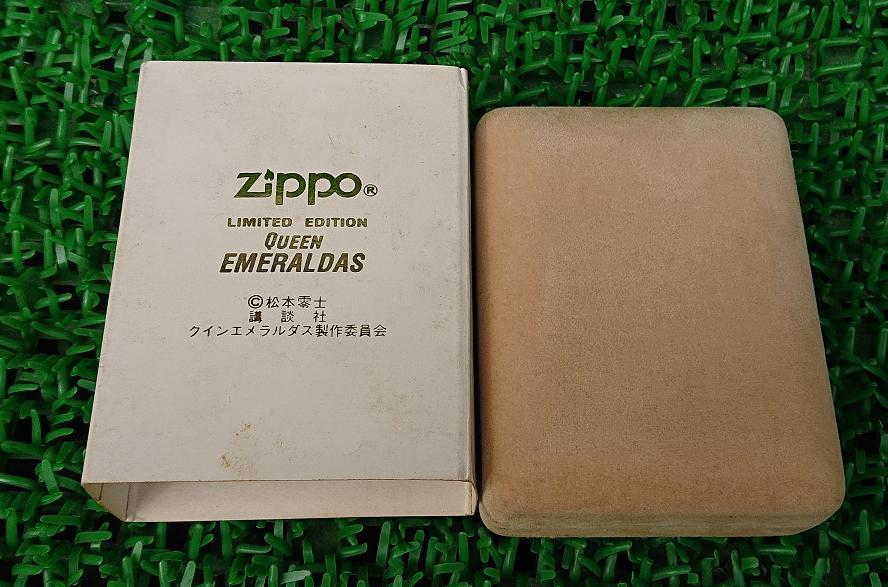 Zippo®
LIMITED EDITION
QUEEN
EMERALDAS
©松本零士
講談社
クインエメラルダス製作委員会